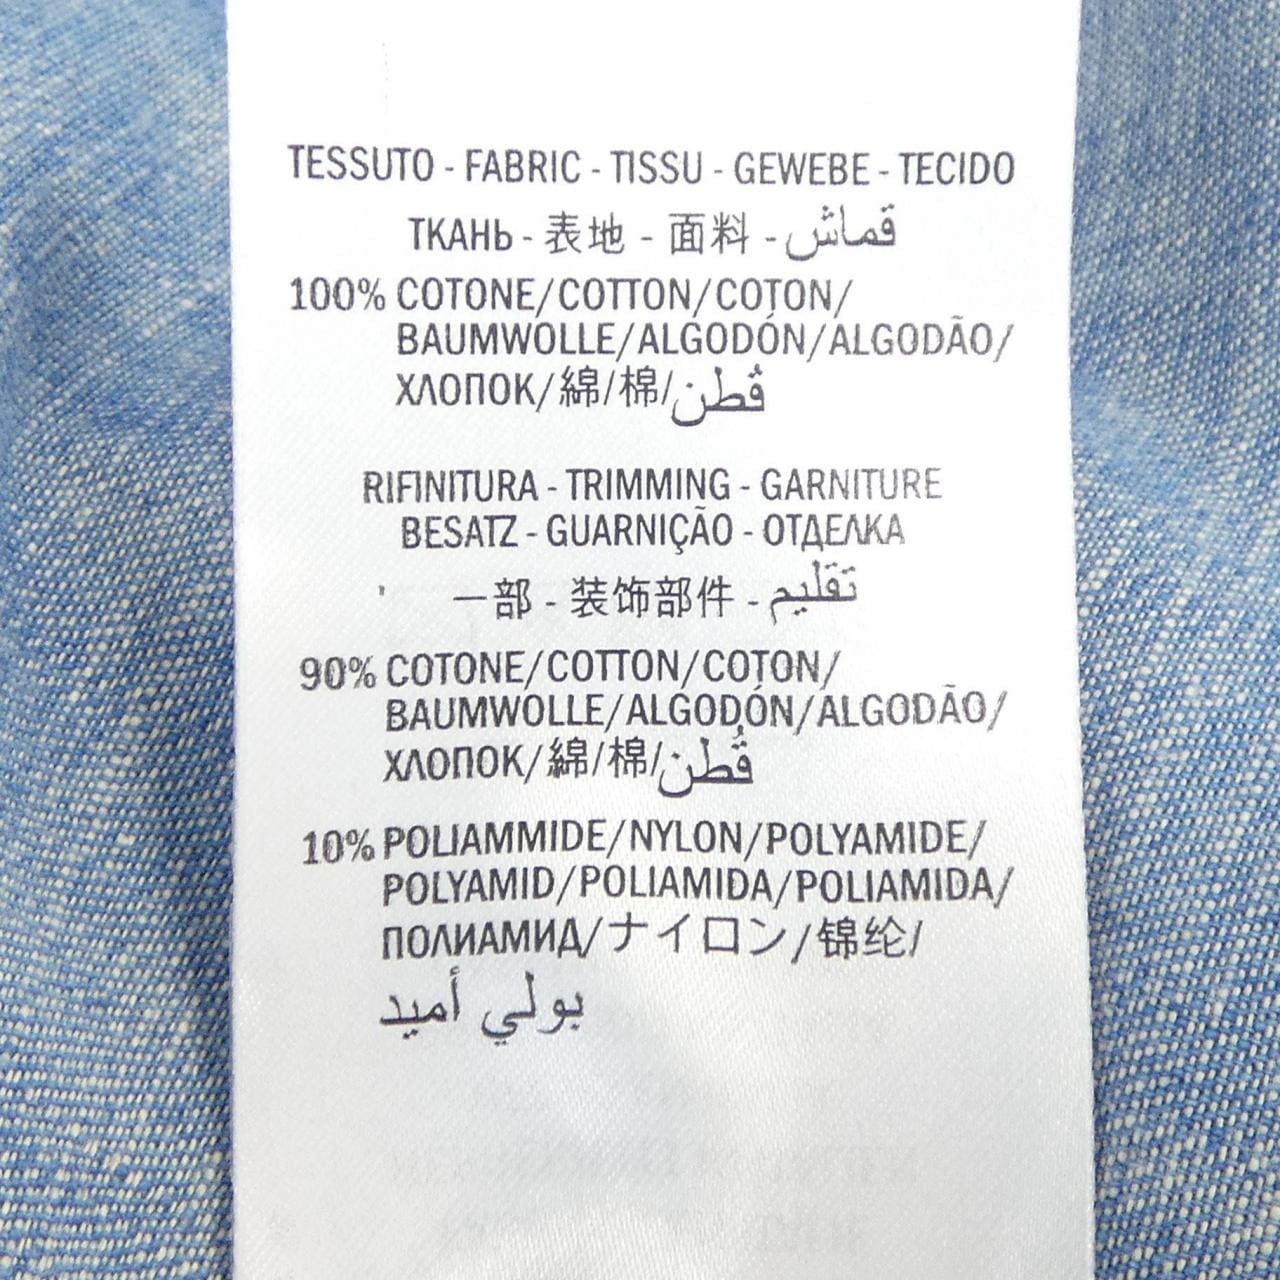 TESSUTO - FABRIC - TISSU - GEWEBE - TECIDO
ТКАНЬ - 表地 - 面料 - قماش
100% COTONE/COTTON/COTON/
BAUMWOLLE/ALGODÓN/ALGODÃO/
ХЛОПОК/綿/棉/قُطن
RIFINITURA - TRIMMING - GARNITURE
BESATZ - GUARNIÇÃO - ОТДЕЛКА
一部 - 装饰部件 - تقليم
90% COTONE/COTTON/COTON/
BAUMWOLLE/ALGODÓN/ALGODÃO/
ХЛОПОК/綿/棉/قُطن
10% POLIAMMIDE/NYLON/POLYAMIDE/
POLYAMID/POLIAMIDA/POLIAMIDA/
ПОЛИАМИД/ナイロン/锦纶/
بولي أميد